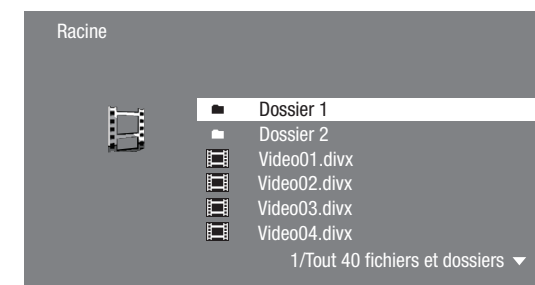 Racine
Dossier 1
Dossier 2
Video01.divx
Video02.divx
Video03.divx
Video04.divx
1/Tout 40 fichiers et dossiers